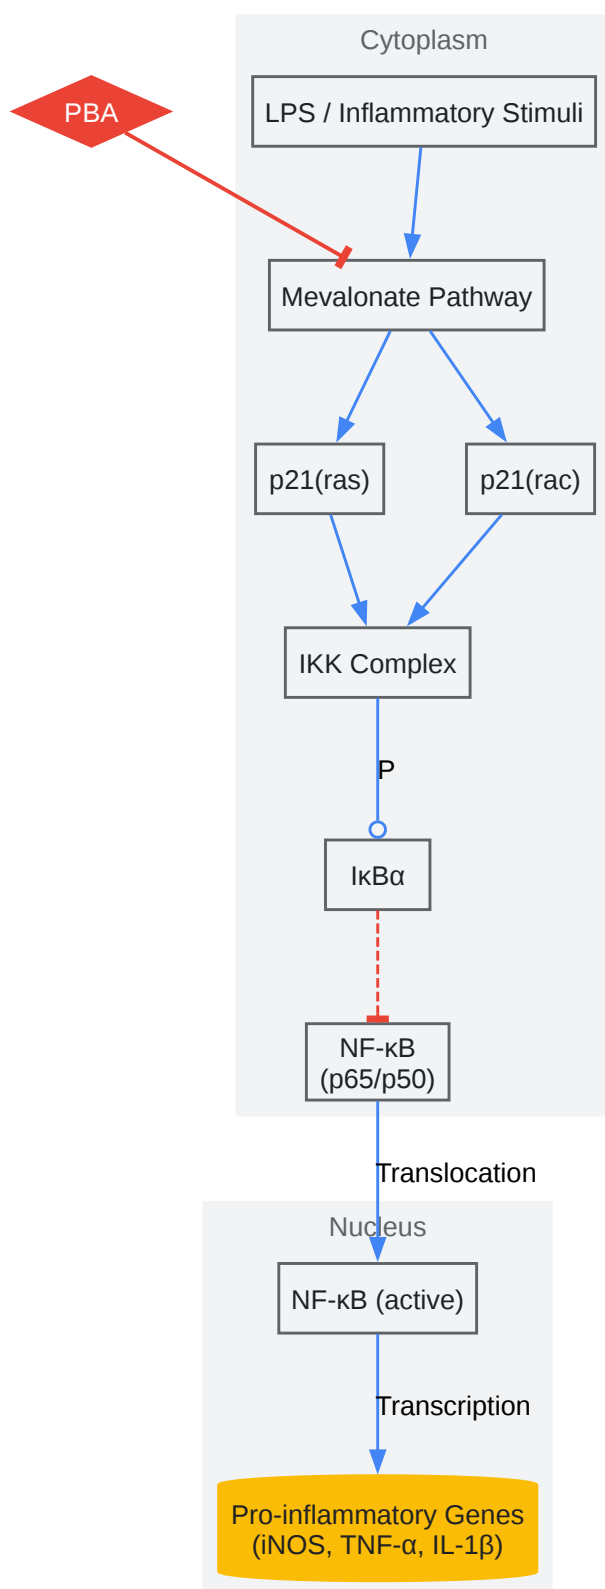 Cytoplasm
PBA
LPS / Inflammatory Stimuli
Mevalonate Pathway
p21(ras)
p21(rac)
IKK Complex
P
IκBα
NF-κB
(p65/p50)
Translocation
Nucleus
NF-κB (active)
Transcription
Pro-inflammatory Genes
(iNOS, TNF-α, IL-1β)